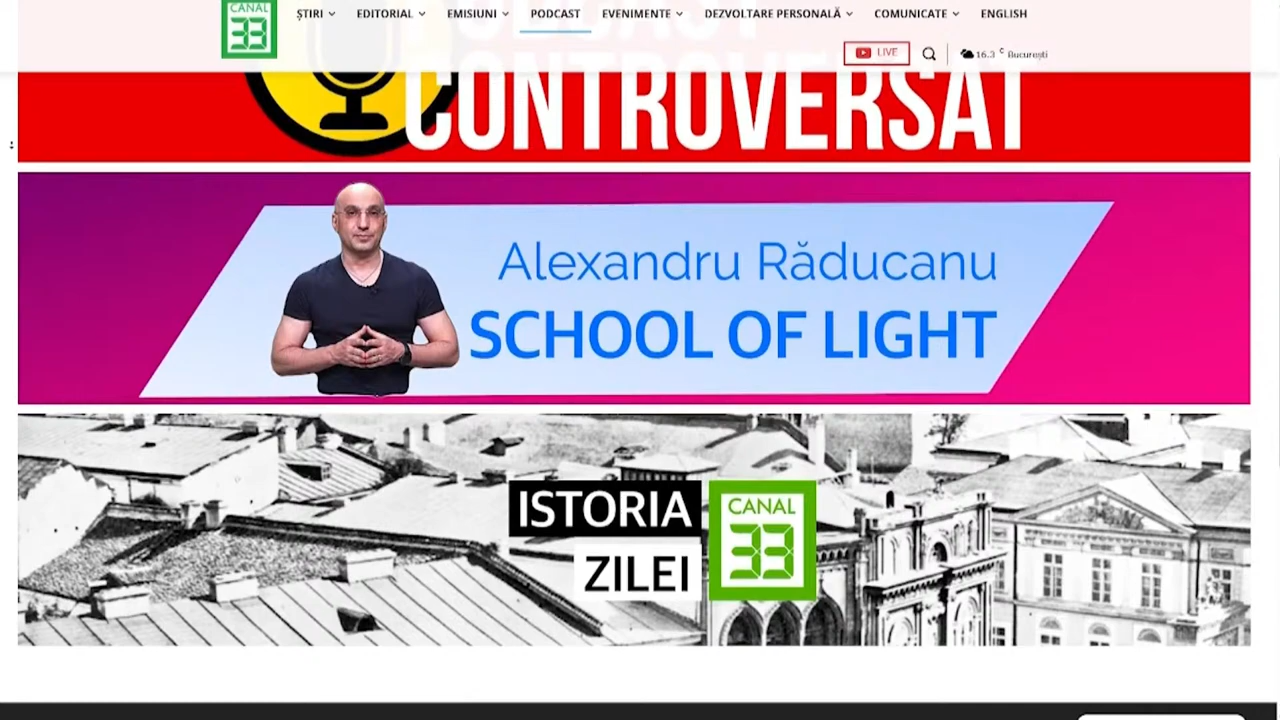 CANAL
33
ȘTIRI
EDITORIAL
EMISIUNI
PODCAST
EVENIMENTE
DEZVOLTARE PERSONALĂ
COMUNICATE
ENGLISH
LIVE
16.3 C București
CONTROVERSAT
Alexandru Răducanu
SCHOOL OF LIGHT
ISTORIA
ZILEI
CANAL
33